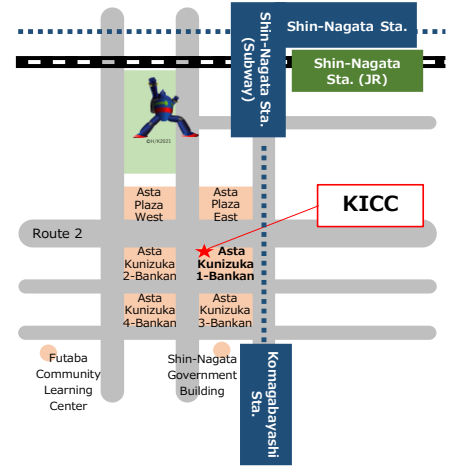 Shin-Nagata Sta.
Shin-Nagata Sta.
(Subway)
Shin-Nagata
Sta. (JR)
©H/K2021
Asta
Plaza
West
Asta
Plaza
East
KICC
Route 2
Asta
Kunizuka
2-Bankan
Asta
Kunizuka
1-Bankan
Asta
Kunizuka
4-Bankan
Asta
Kunizuka
3-Bankan
Futaba
Community
Learning
Center
Shin-Nagata
Government
Building
Komagabayashi
Sta.